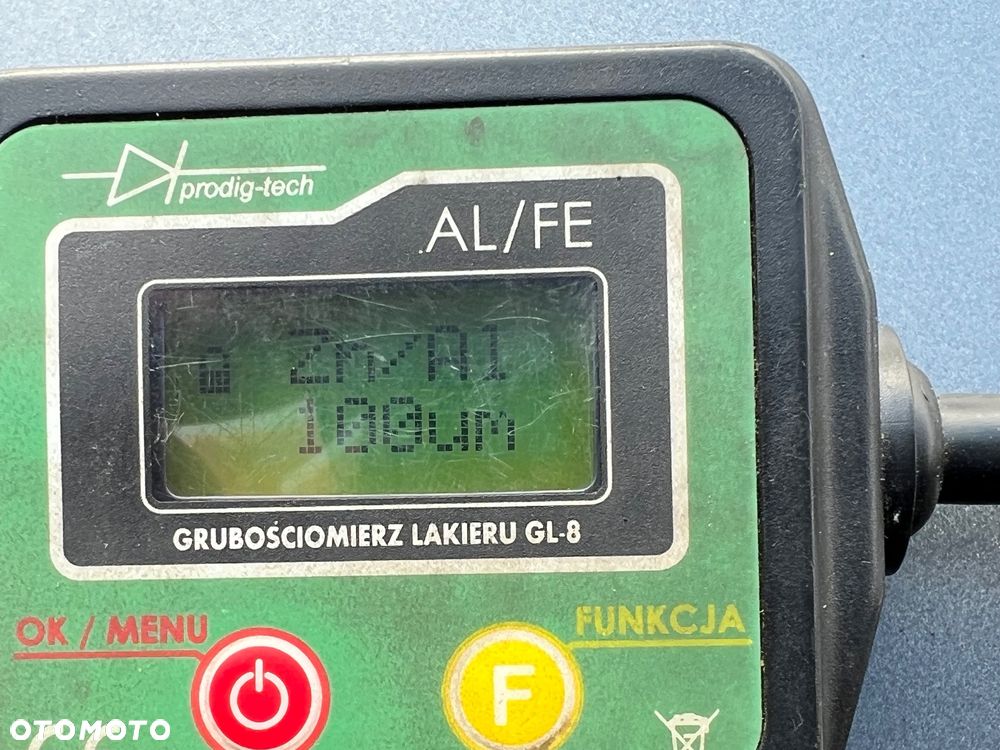 prodig-tech
AL/FE
Zn/Al
100um
GRUBOŚCIOMIERZ LAKIERU GL-8
OK / MENU
FUNKCJA
F
OTOMOTO